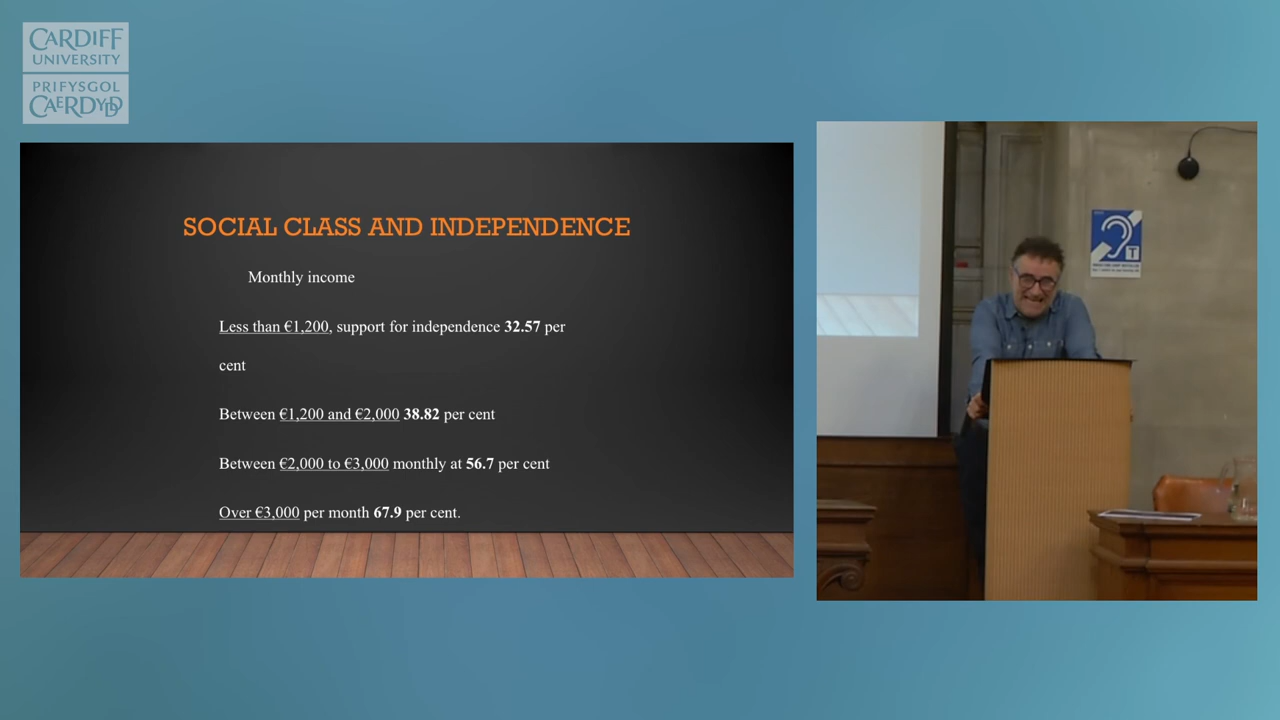 CARDIFF
UNIVERSITY
PRIFYSGOL
CAERDYDD
SOCIAL CLASS AND INDEPENDENCE
Monthly income
Less than €1,200, support for independence 32.57 per
cent
Between €1,200 and €2,000 38.82 per cent
Between €2,000 to €3,000 monthly at 56.7 per cent
Over €3,000 per month 67.9 per cent.
T